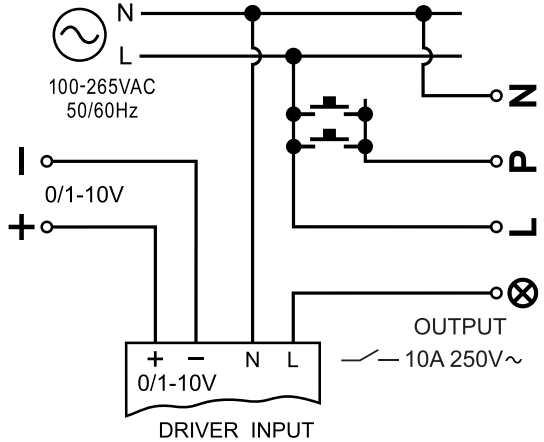 N
L
100-265VAC
50/60Hz
N
P
−
0/1-10V
+
L
OUTPUT
10A 250V~
+ − N L
0/1-10V
DRIVER INPUT